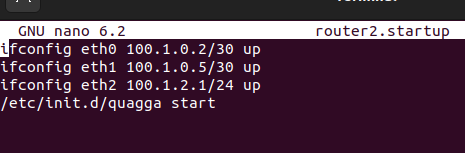 GNU nano 6.2 router2.startup
ifconfig eth0 100.1.0.2/30 up
ifconfig eth1 100.1.0.5/30 up
ifconfig eth2 100.1.2.1/24 up
/etc/init.d/quagga start